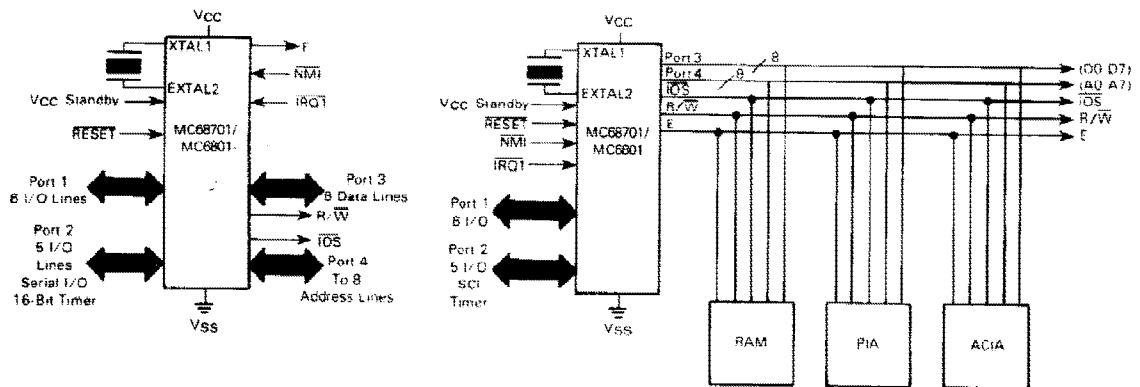 VCC
XTAL1
EXTAL2
E
NMI
IRQ1
VCC Standby
RESET
MC68701/
MC6801
Port 1
8 I/O Lines
Port 3
8 Data Lines
R/W
IOS
Port 2
5 I/O
Lines
Serial I/O
16-Bit Timer
Port 4
To 8
Address Lines
VSS
VCC
XTAL1
EXTAL2
VCC Standby
RESET
NMI
IRQ1
MC68701/
MC6801
Port 1
8 I/O
Port 2
5 I/O
SCI
Timer
VSS
Port 3
8
Port 4
8
IOS
R/W
E
(D0 D7)
(A0 A7)
IOS
R/W
E
RAM
PIA
ACIA